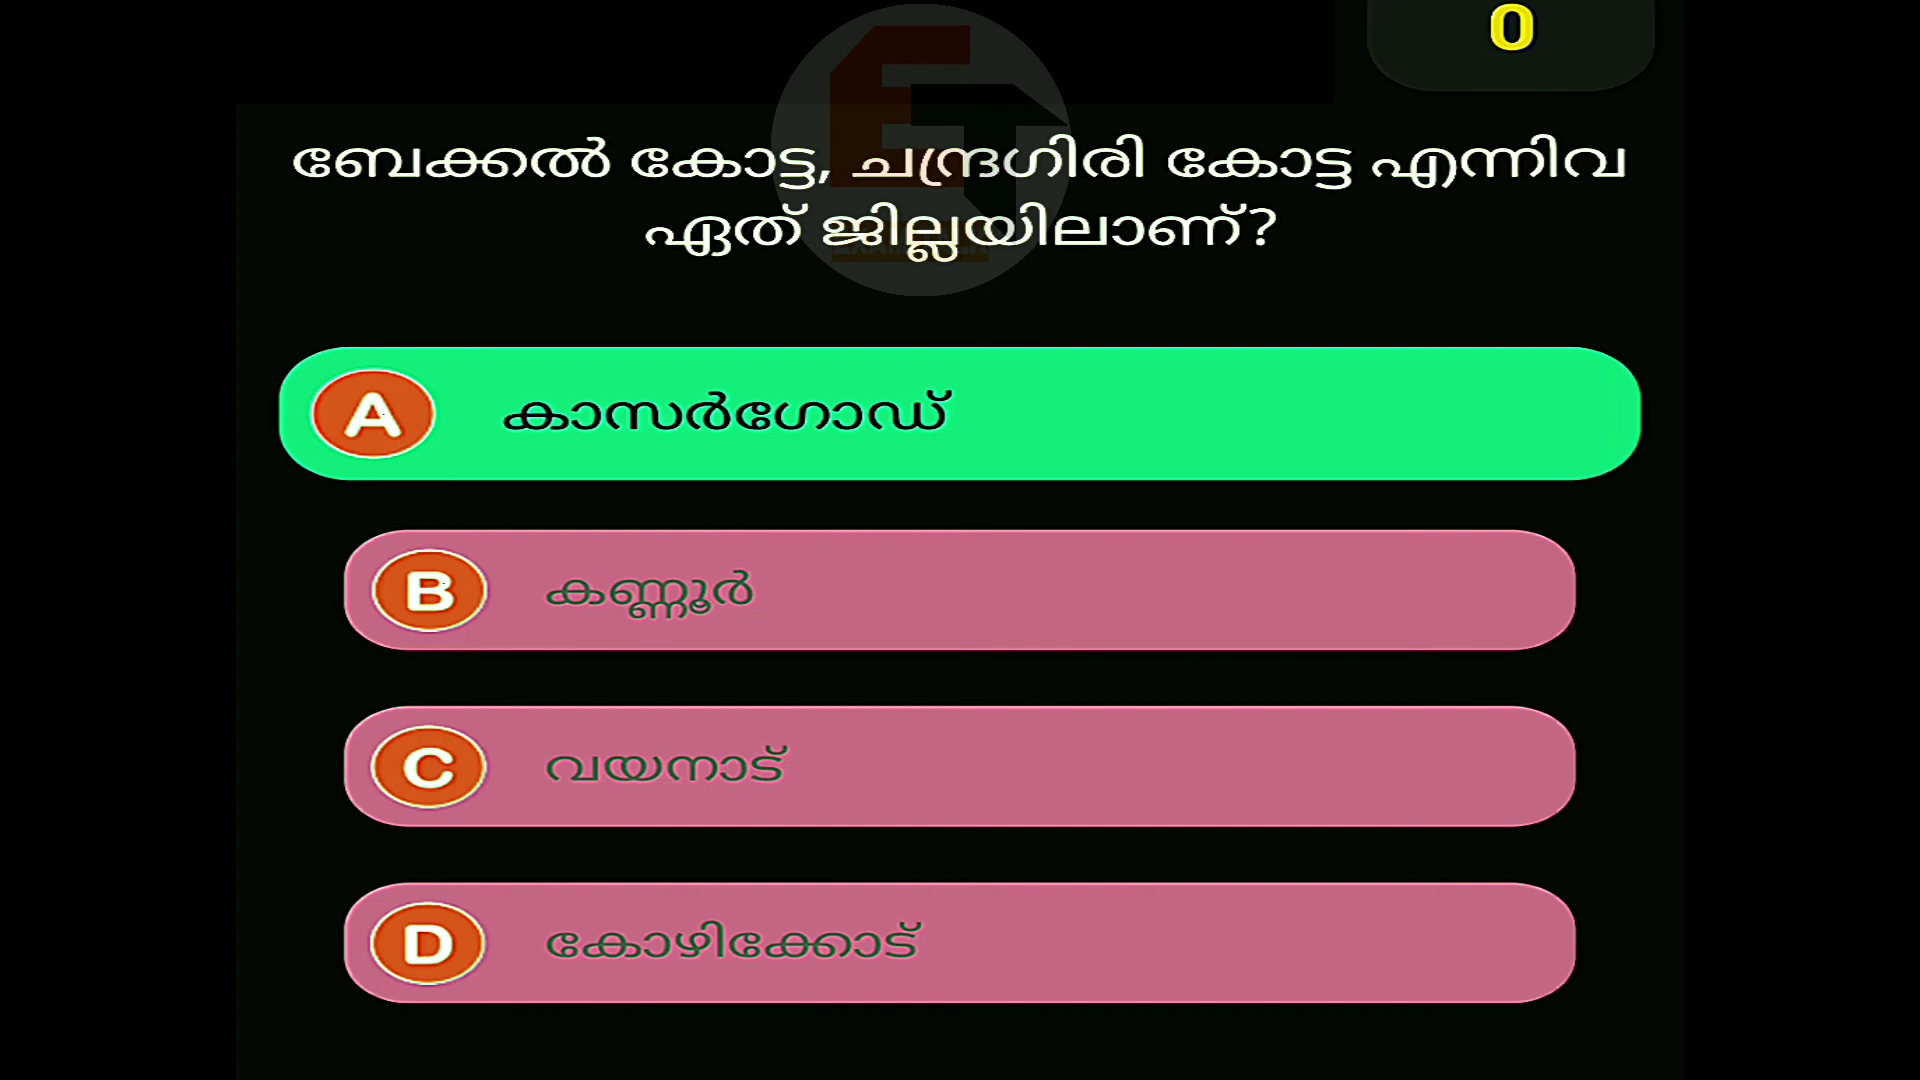 0
ബേക്കൽ കോട്ട, ചന്ദ്രഗിരി കോട്ട എന്നിവ
ഏത് ജില്ലയിലാണ്?
A കാസർഗോഡ്
B കണ്ണൂർ
C വയനാട്
D കോഴിക്കോട്